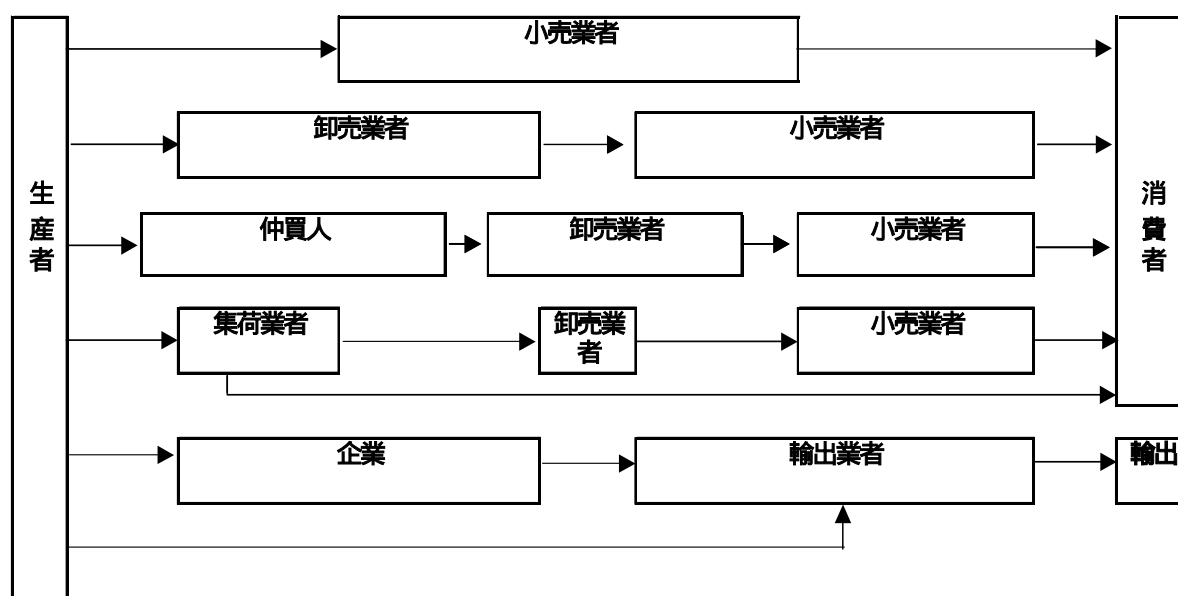 小売業者
卸売業者
小売業者
生
産
者
消
費
者
仲買人
卸売業者
小売業者
集荷業者
卸売業
者
小売業者
企業
輸出業者
輸出